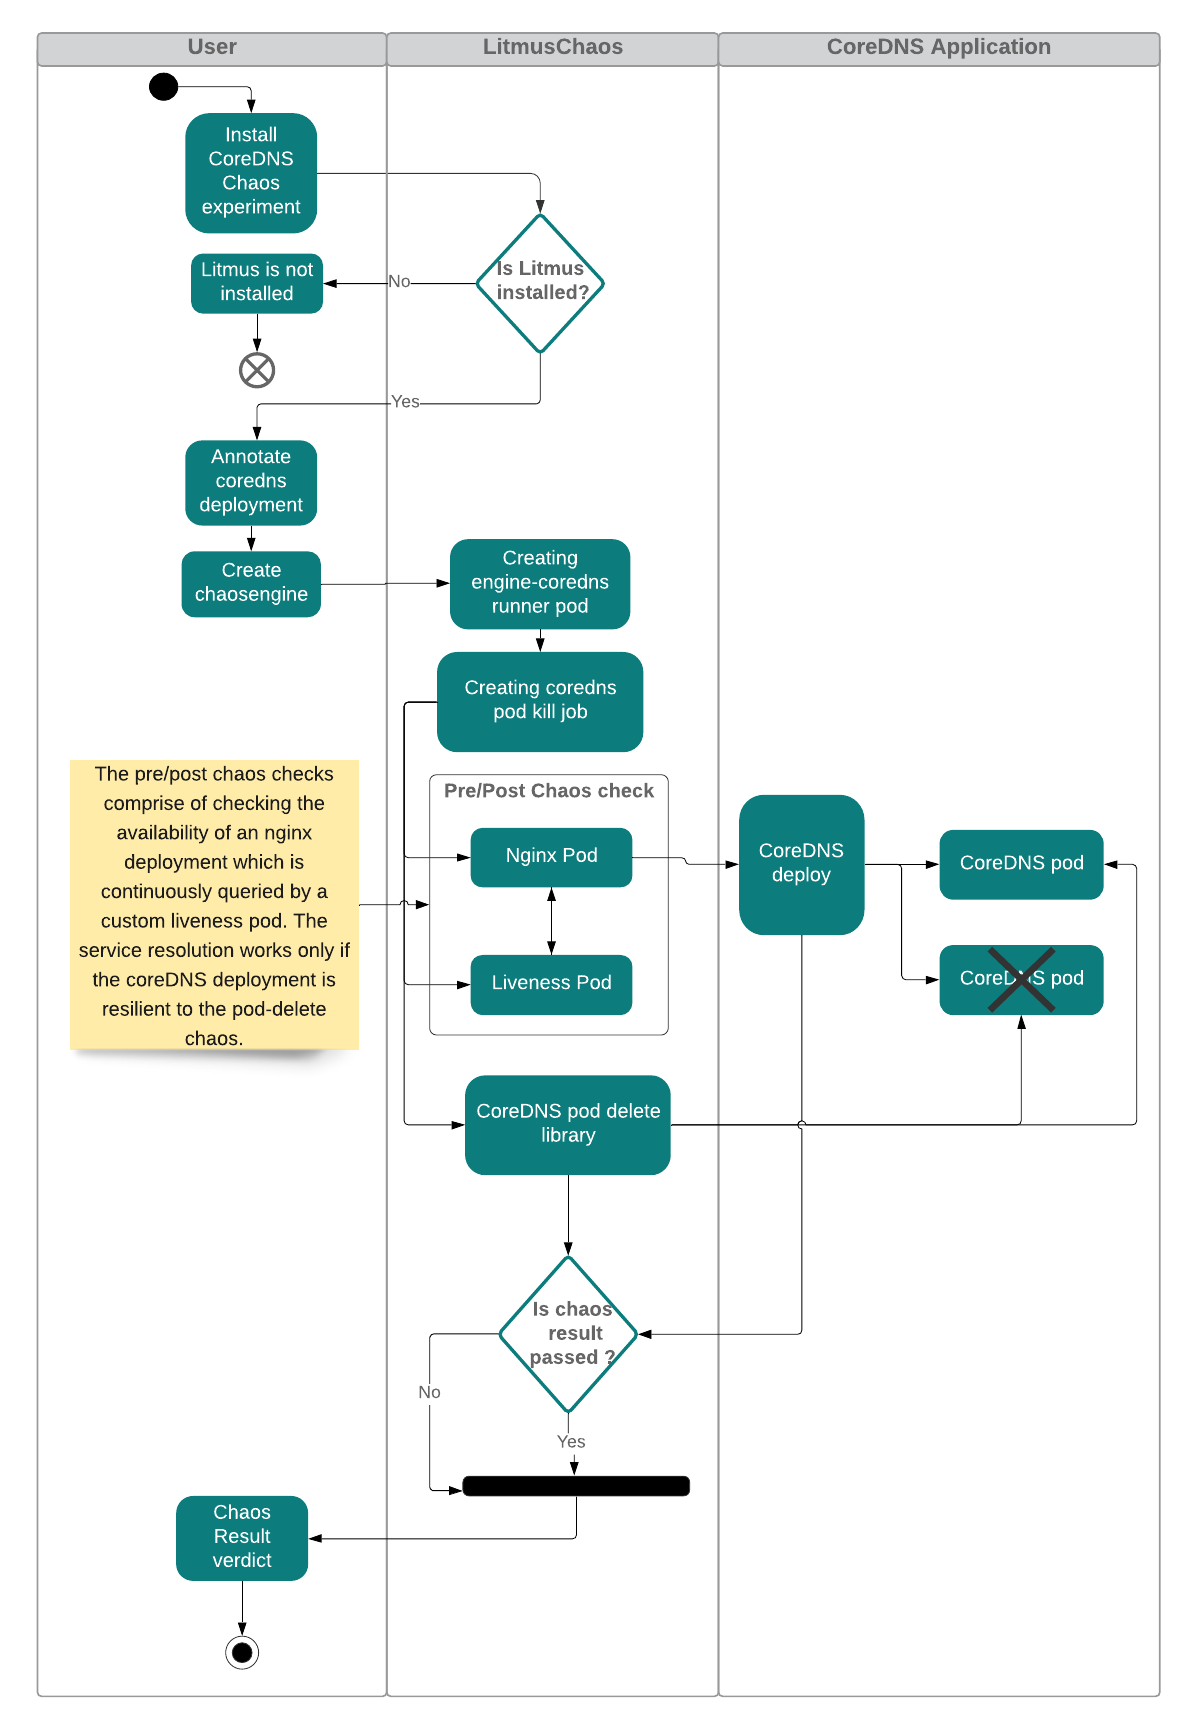 User
LitmusChaos
CoreDNS Application
Install
CoreDNS
Chaos
experiment
Is Litmus
installed?
No
Litmus is not
installed
Yes
Annotate
coredns
deployment
Create
chaosengine
Creating
engine-coredns
runner pod
Creating coredns
pod kill job
The pre/post chaos checks
comprise of checking the
availability of an nginx
deployment which is
continuously queried by a
custom liveness pod. The
service resolution works only if
the coreDNS deployment is
resilient to the pod-delete
chaos.
Pre/Post Chaos check
Nginx Pod
Liveness Pod
CoreDNS
deploy
CoreDNS pod
CoreDNS pod
CoreDNS pod delete
library
Is chaos
result
passed ?
No
Yes
Chaos
Result
verdict